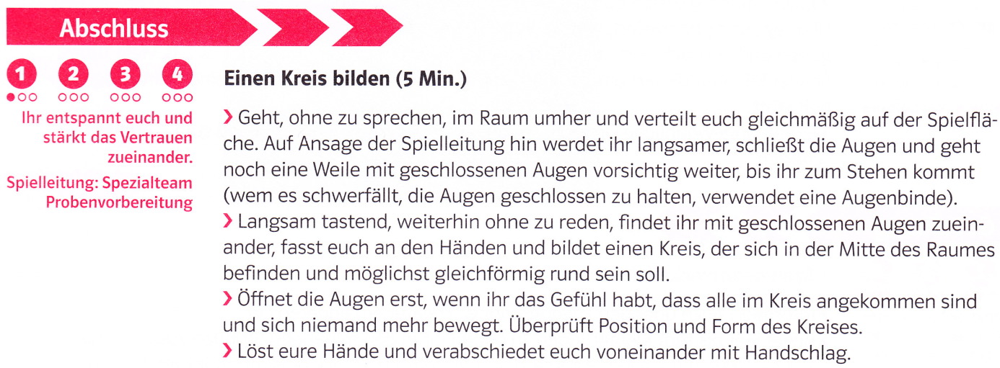 Abschluss
1 2 3 4
Ihr entspannt euch und
stärkt das Vertrauen
zueinander.
Spielleitung: Spezialteam
Probenvorbereitung
Einen Kreis bilden (5 Min.)
› Geht, ohne zu sprechen, im Raum umher und verteilt euch gleichmäßig auf der Spielflä-
che. Auf Ansage der Spielleitung hin werdet ihr langsamer, schließt die Augen und geht
noch eine Weile mit geschlossenen Augen vorsichtig weiter, bis ihr zum Stehen kommt
(wem es schwerfällt, die Augen geschlossen zu halten, verwendet eine Augenbinde).
› Langsam tastend, weiterhin ohne zu reden, findet ihr mit geschlossenen Augen zuein-
ander, fasst euch an den Händen und bildet einen Kreis, der sich in der Mitte des Raumes
befinden und möglichst gleichförmig rund sein soll.
› Öffnet die Augen erst, wenn ihr das Gefühl habt, dass alle im Kreis angekommen sind
und sich niemand mehr bewegt. Überprüft Position und Form des Kreises.
› Löst eure Hände und verabschiedet euch voneinander mit Handschlag.